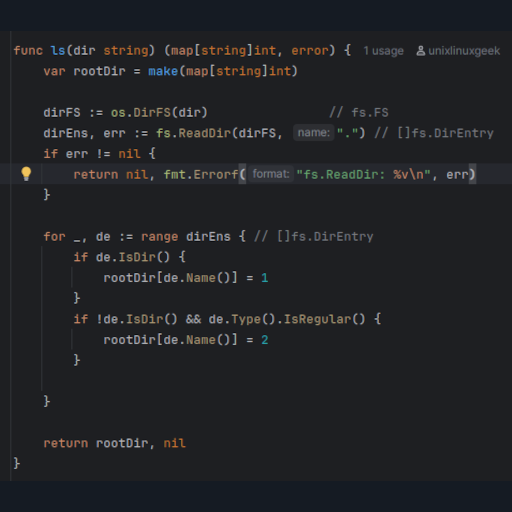 func ls(dir string) (map[string]int, error) { 1 usage unixlinuxgeek
var rootDir = make(map[string]int)
dirFS := os.DirFS(dir) // fs.FS
dirEns, err := fs.ReadDir(dirFS, name: ".") // []fs.DirEntry
if err != nil {
return nil, fmt.Errorf( format: "fs.ReadDir: %v\n", err)
}
for _, de := range dirEns { // []fs.DirEntry
if de.IsDir() {
rootDir[de.Name()] = 1
}
if !de.IsDir() && de.Type().IsRegular() {
rootDir[de.Name()] = 2
}
}
return rootDir, nil
}